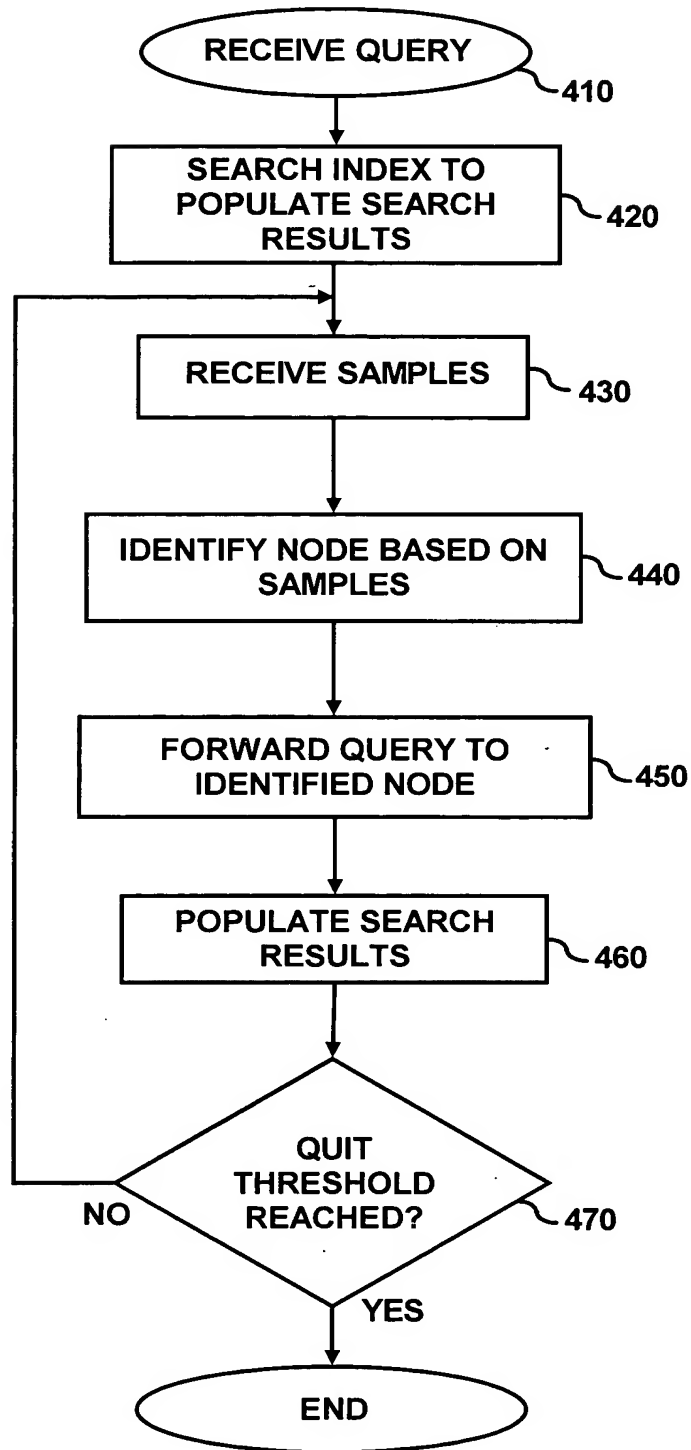 RECEIVE QUERY
410
SEARCH INDEX TO
POPULATE SEARCH
RESULTS
420
RECEIVE SAMPLES
430
IDENTIFY NODE BASED ON
SAMPLES
440
FORWARD QUERY TO
IDENTIFIED NODE
450
POPULATE SEARCH
RESULTS
460
QUIT
THRESHOLD
REACHED?
470
NO
YES
END